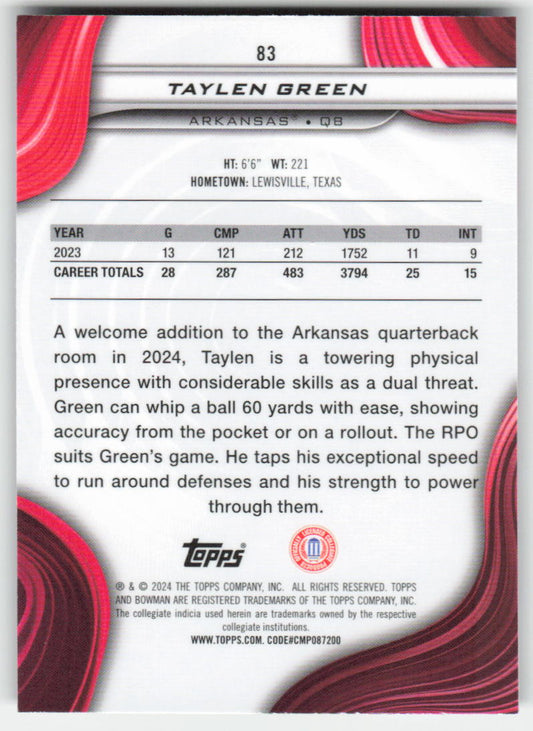 83
TAYLEN GREEN
ARKANSAS® • QB
HT: 6'6" WT: 221
HOMETOWN: LEWISVILLE, TEXAS
YEAR G CMP ATT YDS TD INT
2023 13 121 212 1752 11 9
CAREER TOTALS 28 287 483 3794 25 15
A welcome addition to the Arkansas quarterback
room in 2024, Taylen is a towering physical
presence with considerable skills as a dual threat.
Green can whip a ball 60 yards with ease, showing
accuracy from the pocket or on a rollout. The RPO
suits Green's game. He taps his exceptional speed
to run around defenses and his strength to power
through them.
topps®
OFFICIALLY LICENSED COLLEGIATE PRODUCTS
® & © 2024 THE TOPPS COMPANY, INC. ALL RIGHTS RESERVED. TOPPS
AND BOWMAN ARE REGISTERED TRADEMARKS OF THE TOPPS COMPANY, INC.
The collegiate indicia used herein are trademarks owned by the respective
collegiate institutions.
WWW.TOPPS.COM. CODE#CMP087200